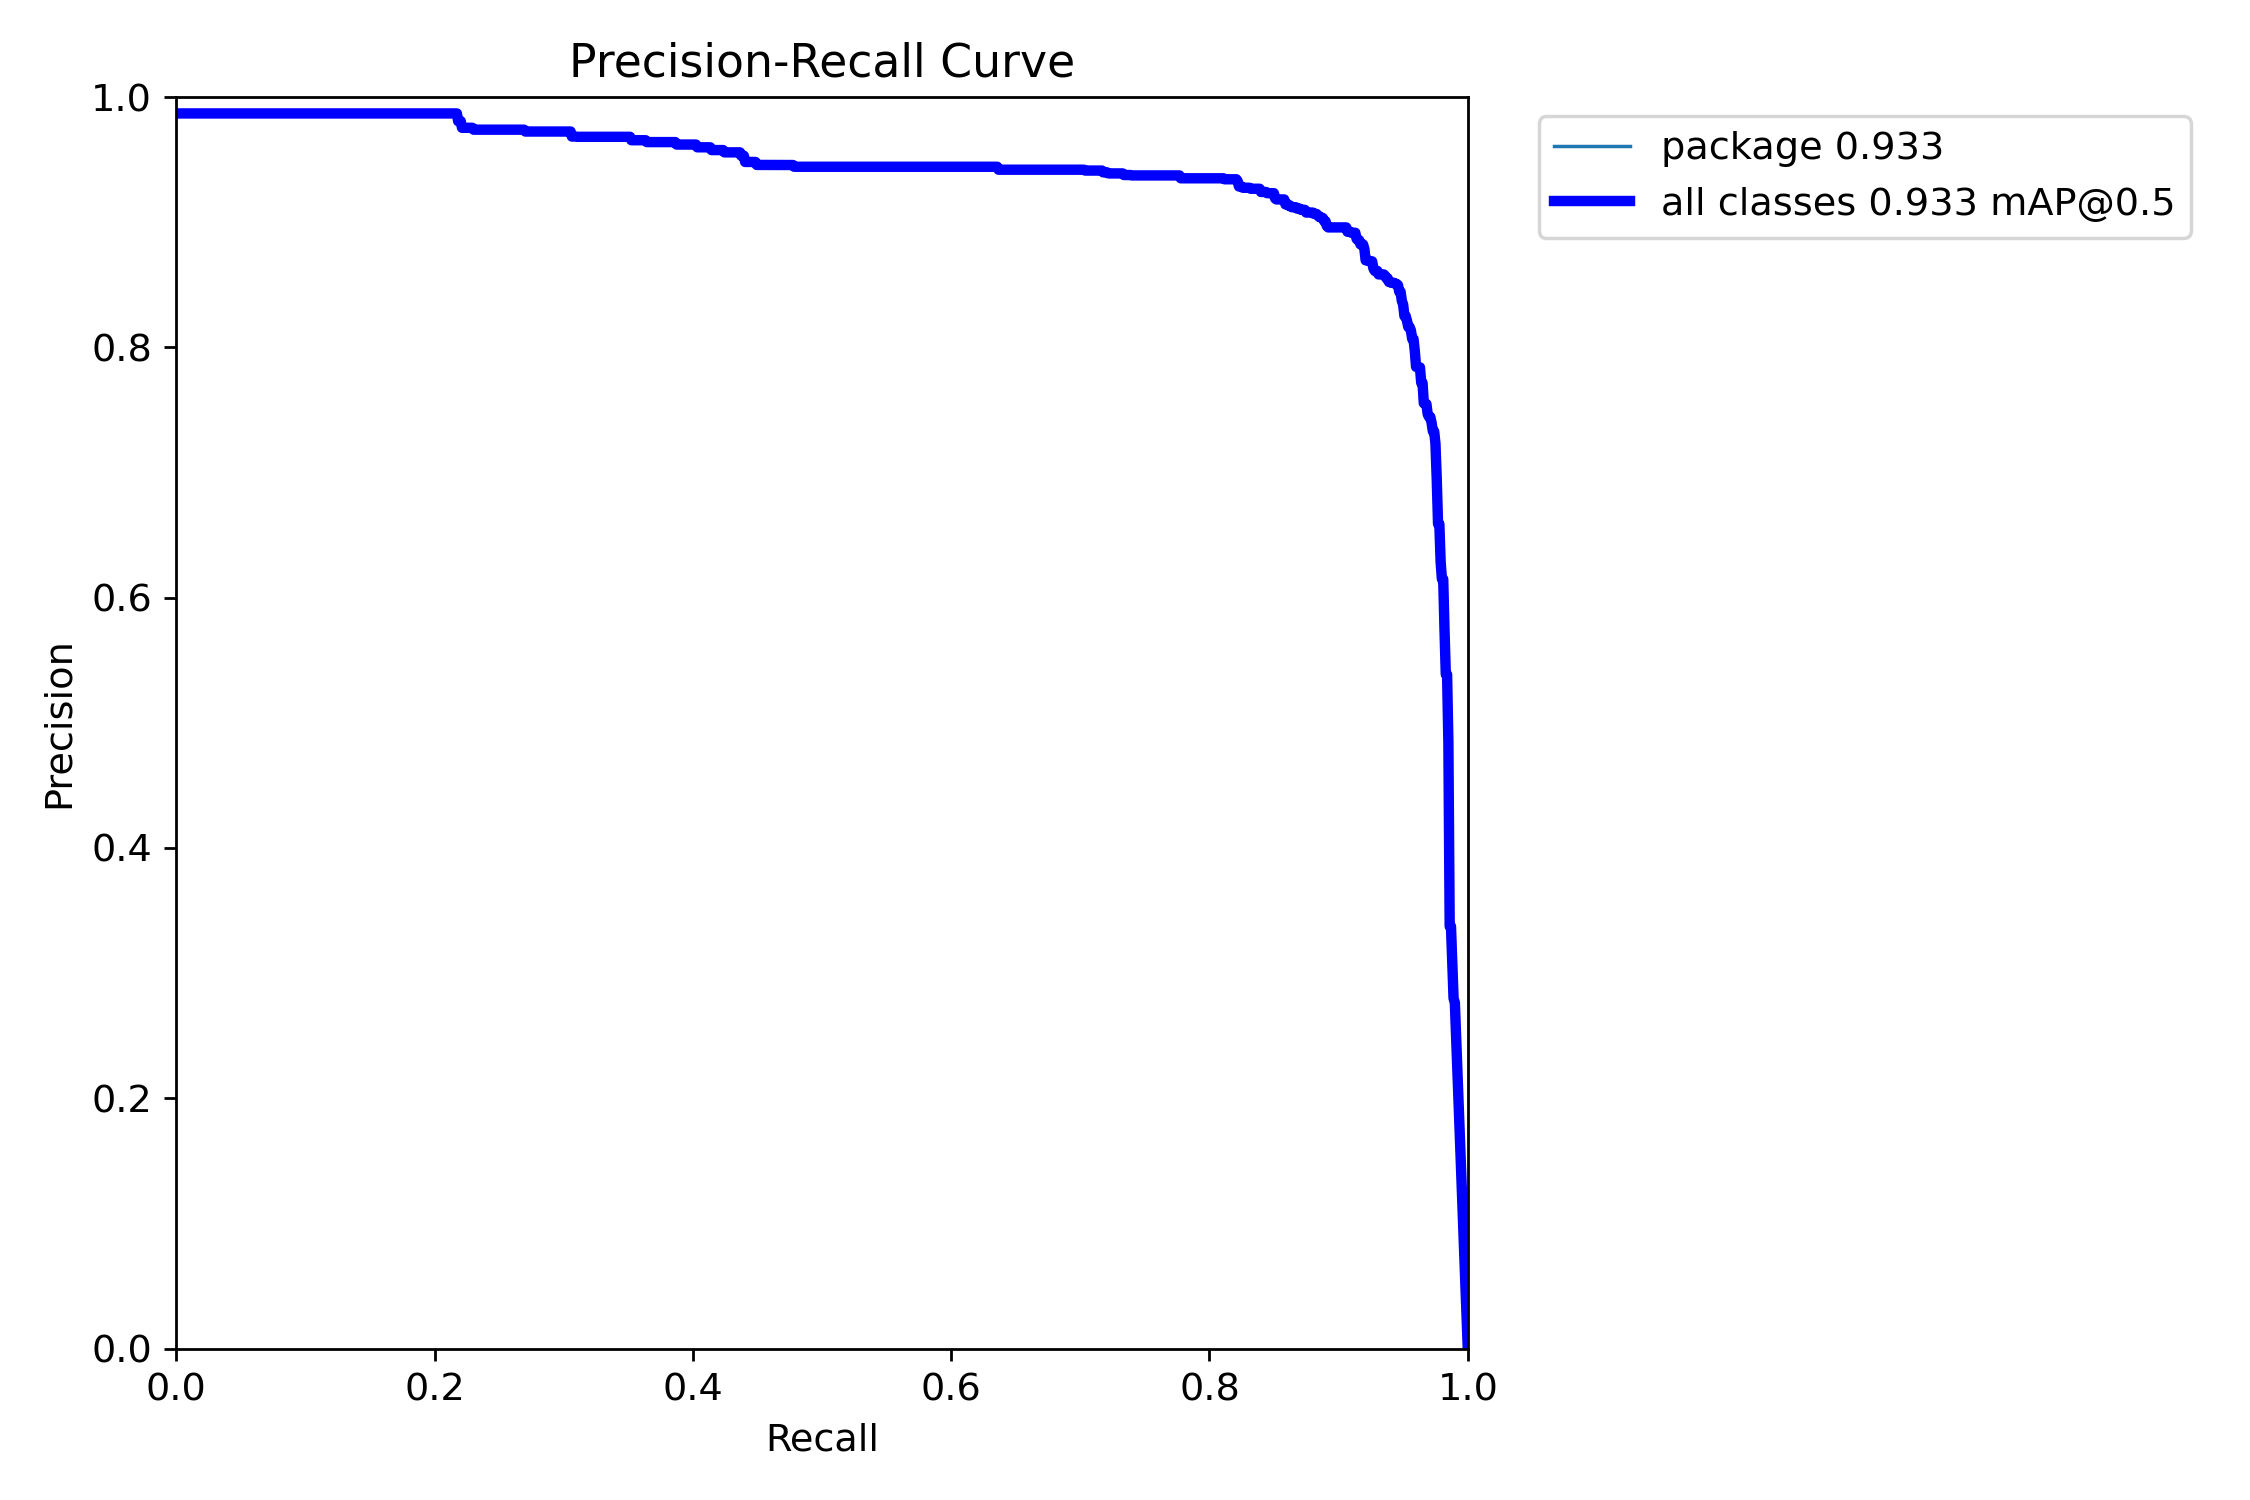 Precision-Recall Curve
package 0.933
all classes 0.933 mAP@0.5
1.0
0.8
0.6
0.4
0.2
0.0
Precision
0.0 0.2 0.4 0.6 0.8 1.0
Recall